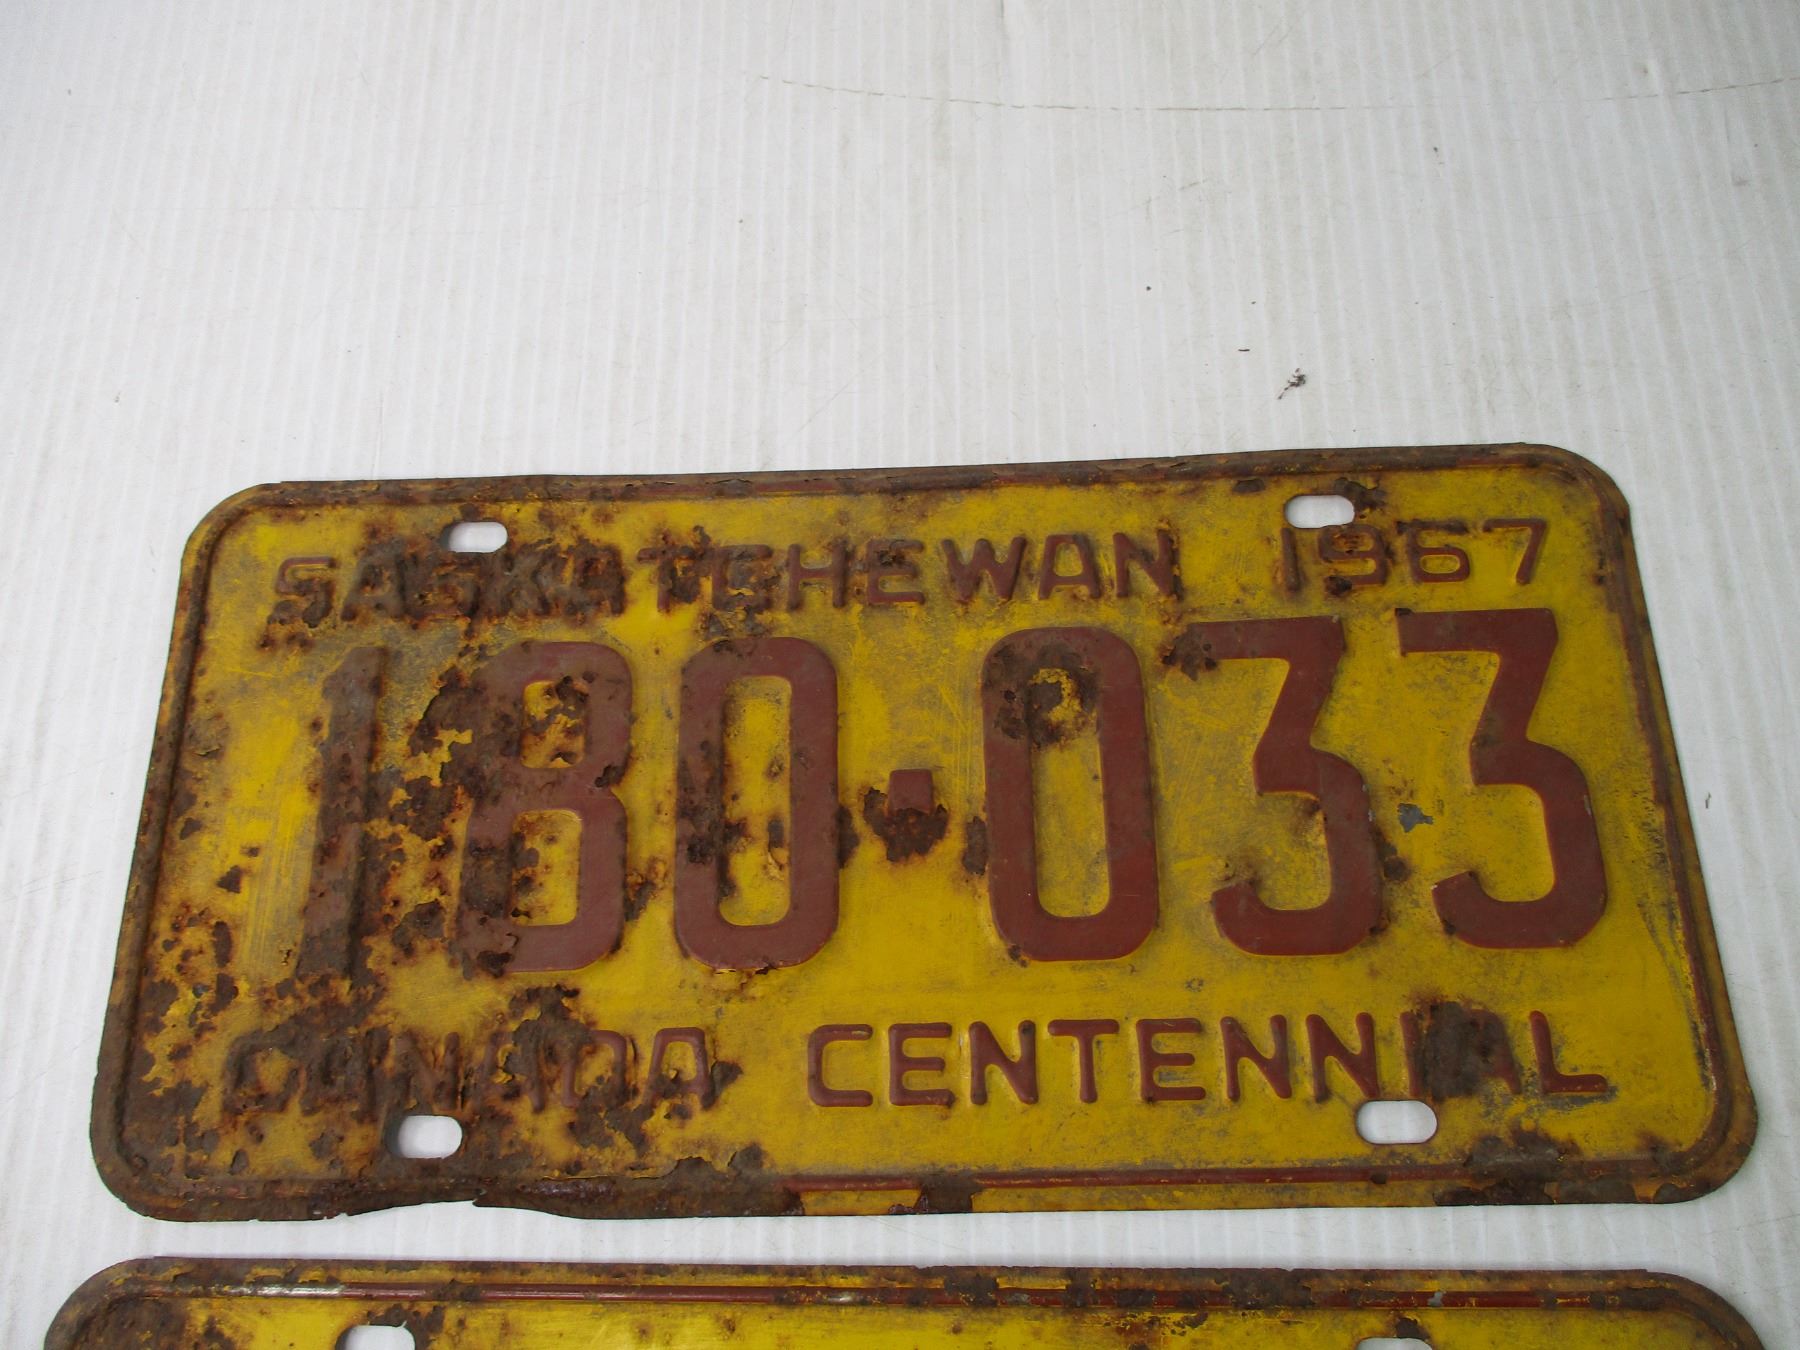 SASKATCHEWAN 1967
180-033
CANADA CENTENNIAL